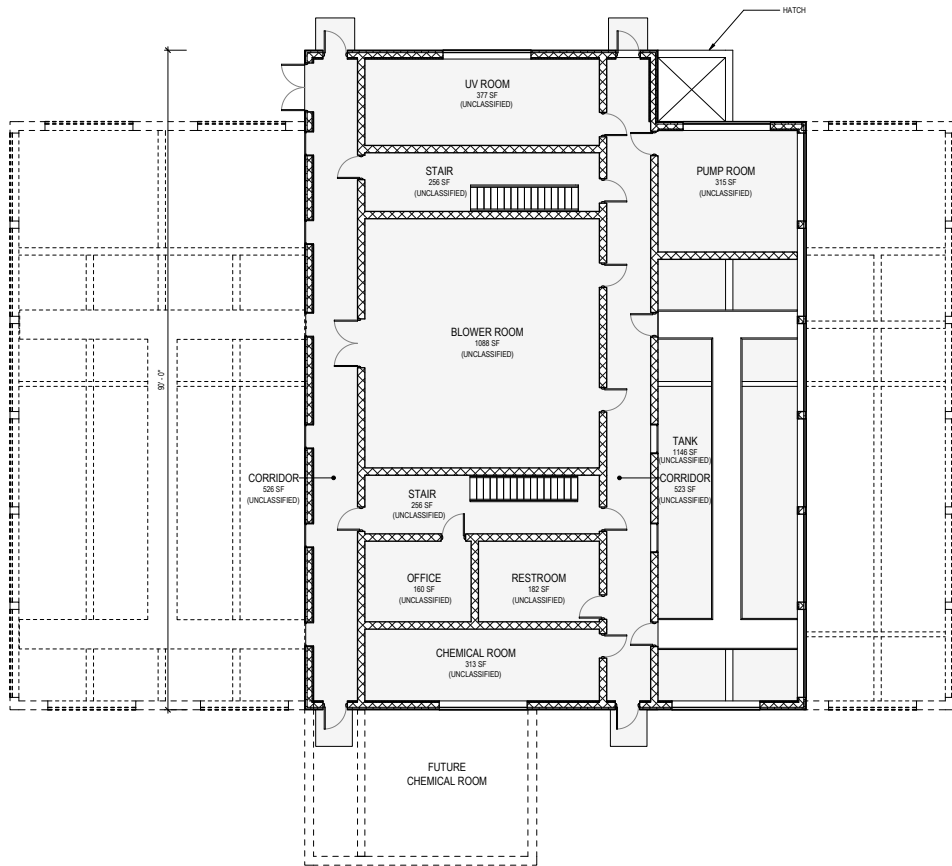 HATCH
UV ROOM
377 SF
(UNCLASSIFIED)
STAIR
256 SF
(UNCLASSIFIED)
PUMP ROOM
315 SF
(UNCLASSIFIED)
BLOWER ROOM
1088 SF
(UNCLASSIFIED)
90' - 0"
TANK
1146 SF
(UNCLASSIFIED)
CORRIDOR
526 SF
(UNCLASSIFIED)
CORRIDOR
523 SF
(UNCLASSIFIED)
STAIR
256 SF
(UNCLASSIFIED)
OFFICE
160 SF
(UNCLASSIFIED)
RESTROOM
182 SF
(UNCLASSIFIED)
CHEMICAL ROOM
313 SF
(UNCLASSIFIED)
FUTURE
CHEMICAL ROOM